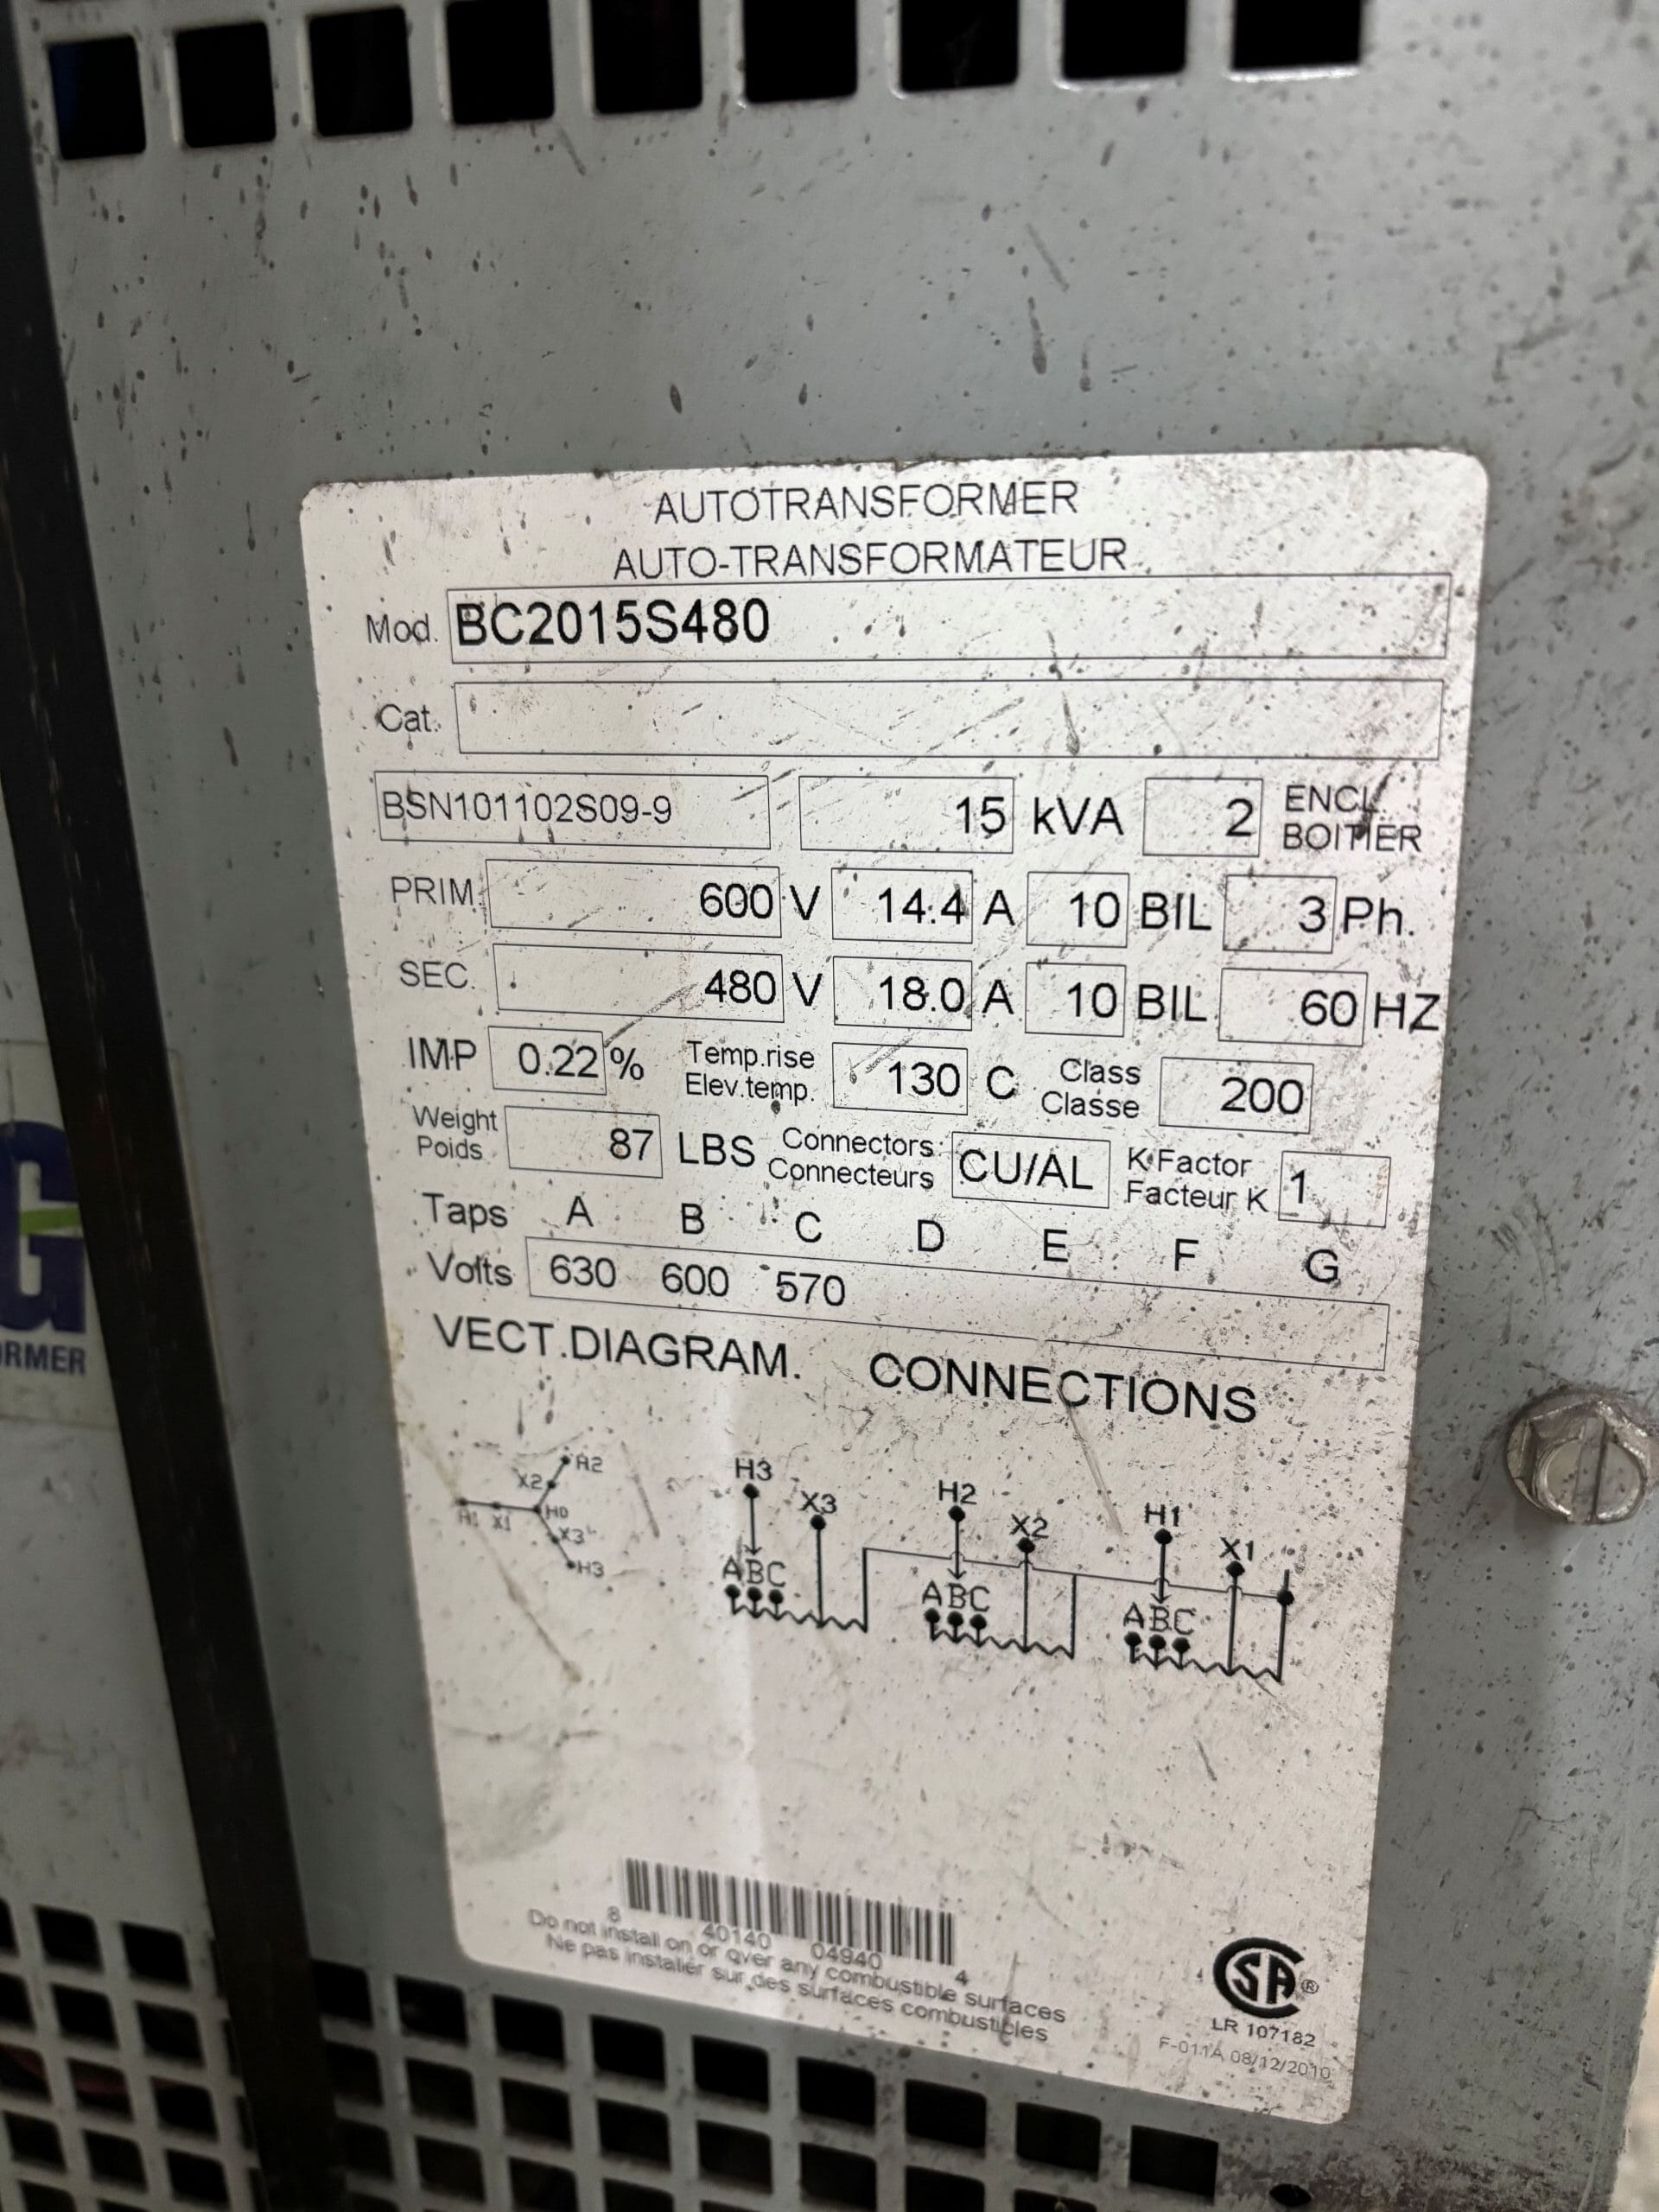 AUTOTRANSFORMER
AUTO-TRANSFORMATEUR
Mod. BC2015S480
Cat.
BSN101102S09-9 15 kVA 2 ENCL. BOITIER
PRIM. 600 V 14.4 A 10 BIL 3 Ph.
SEC. 480 V 18.0 A 10 BIL 60 HZ
IMP 0.22 % Temp.rise Elev.temp. 130 C Class Classe 200
Weight Poids 87 LBS Connectors Connecteurs CU/AL K Factor Facteur K 1
Taps A B C D E F G
Volts 630 600 570
VECT.DIAGRAM. CONNECTIONS
H2
X2
H0
H1 X1
X3
H3
H3 X3 H2 X2 H1 X1
ABC ABC ABC
8 40140 04940 4
Do not install on or over any combustible surfaces
Ne pas installer sur des surfaces combustibles
CSA ®
LR 107182
F-011A 08/12/2010
G
ORMER